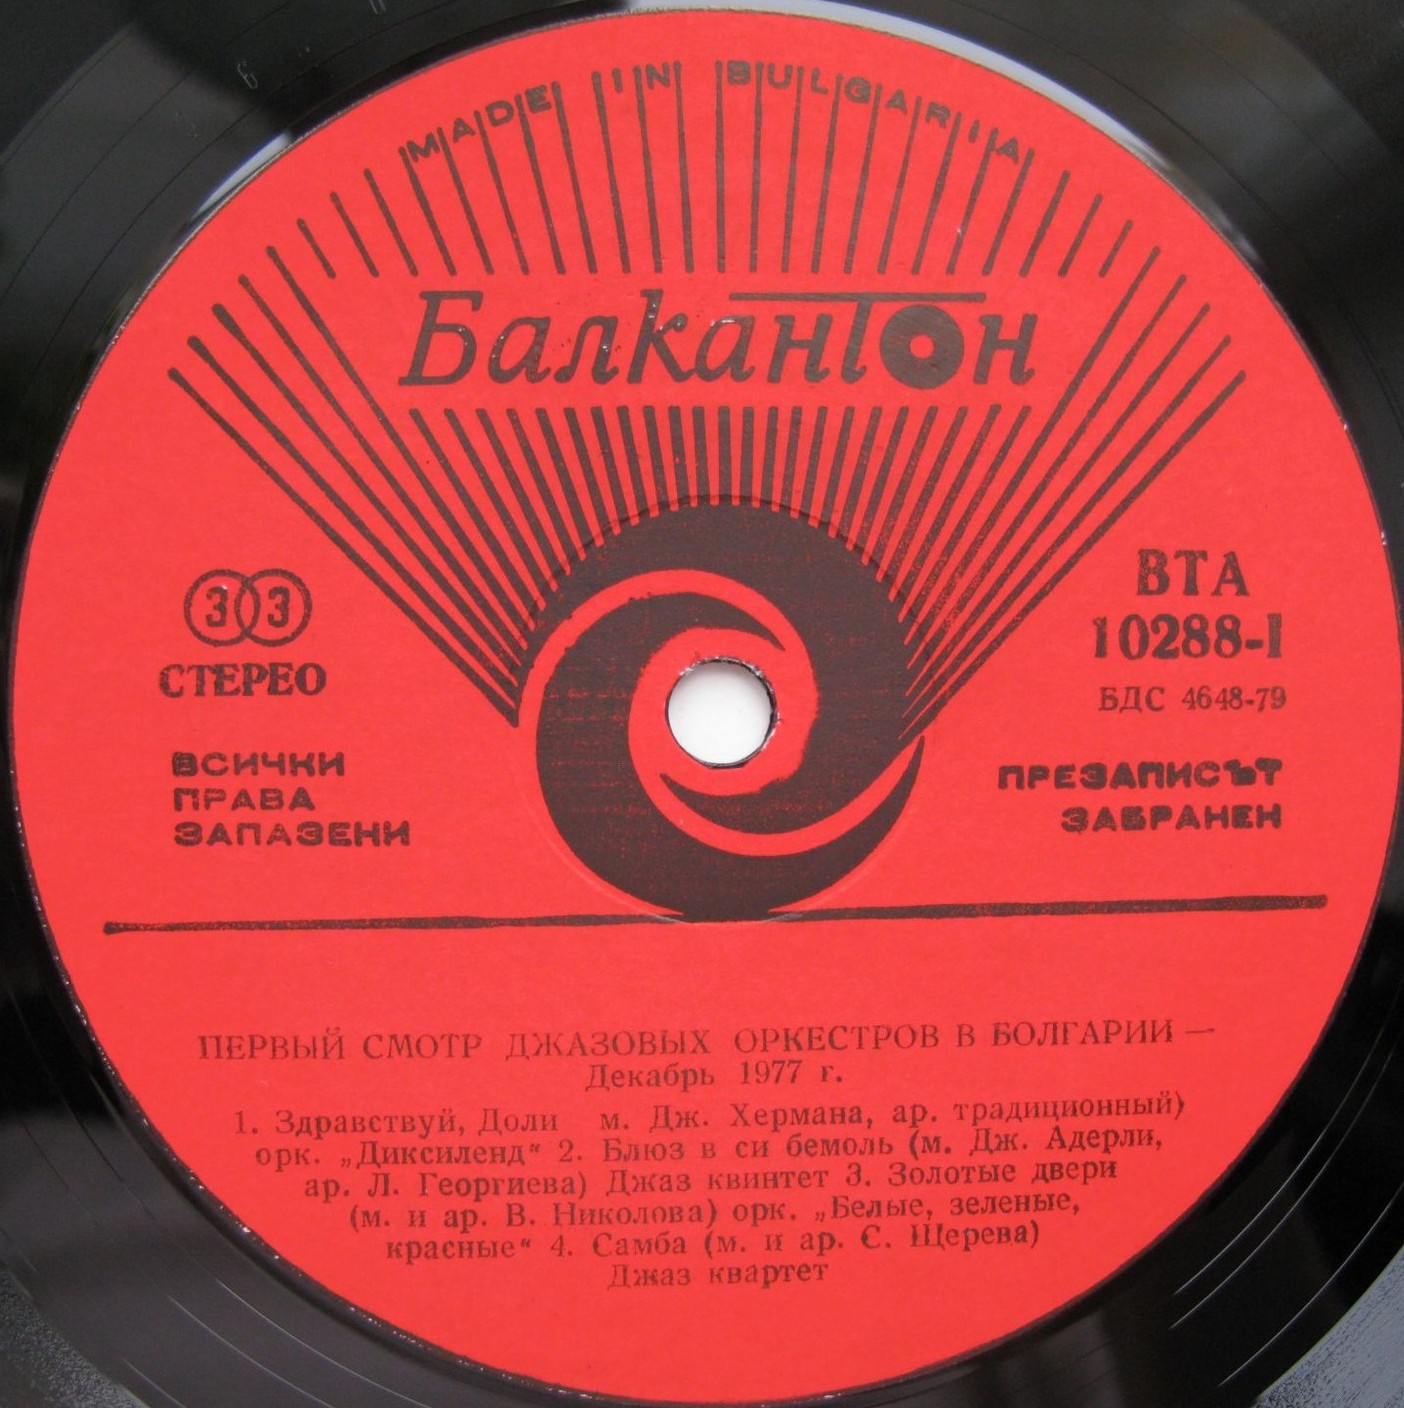 MADE IN BULGARIA
Балкантон
33
СТЕРЕО
ВТА
10288-I
БДС 4648-79
ВСИЧКИ
ПРАВА
ЗАПАЗЕНИ
ПРЕЗАПИСЪТ
ЗАБРАНЕН
ПЕРВЫЙ СМОТР ДЖАЗОВЫХ ОРКЕСТРОВ В БОЛГАРИИ —
Декабрь 1977 г.
1. Здравствуй, Доли м. Дж. Хермана, ар. традиционный)
орк. „Диксиленд“ 2. Блюз в си бемоль (м. Дж. Адерли,
ар. Л. Георгиева) Джаз квинтет 3. Золотые двери
(м. и ар. В. Николова) орк. „Белые, зеленые,
красные“ 4. Самба (м. и ар. С. Щерева)
Джаз квартет